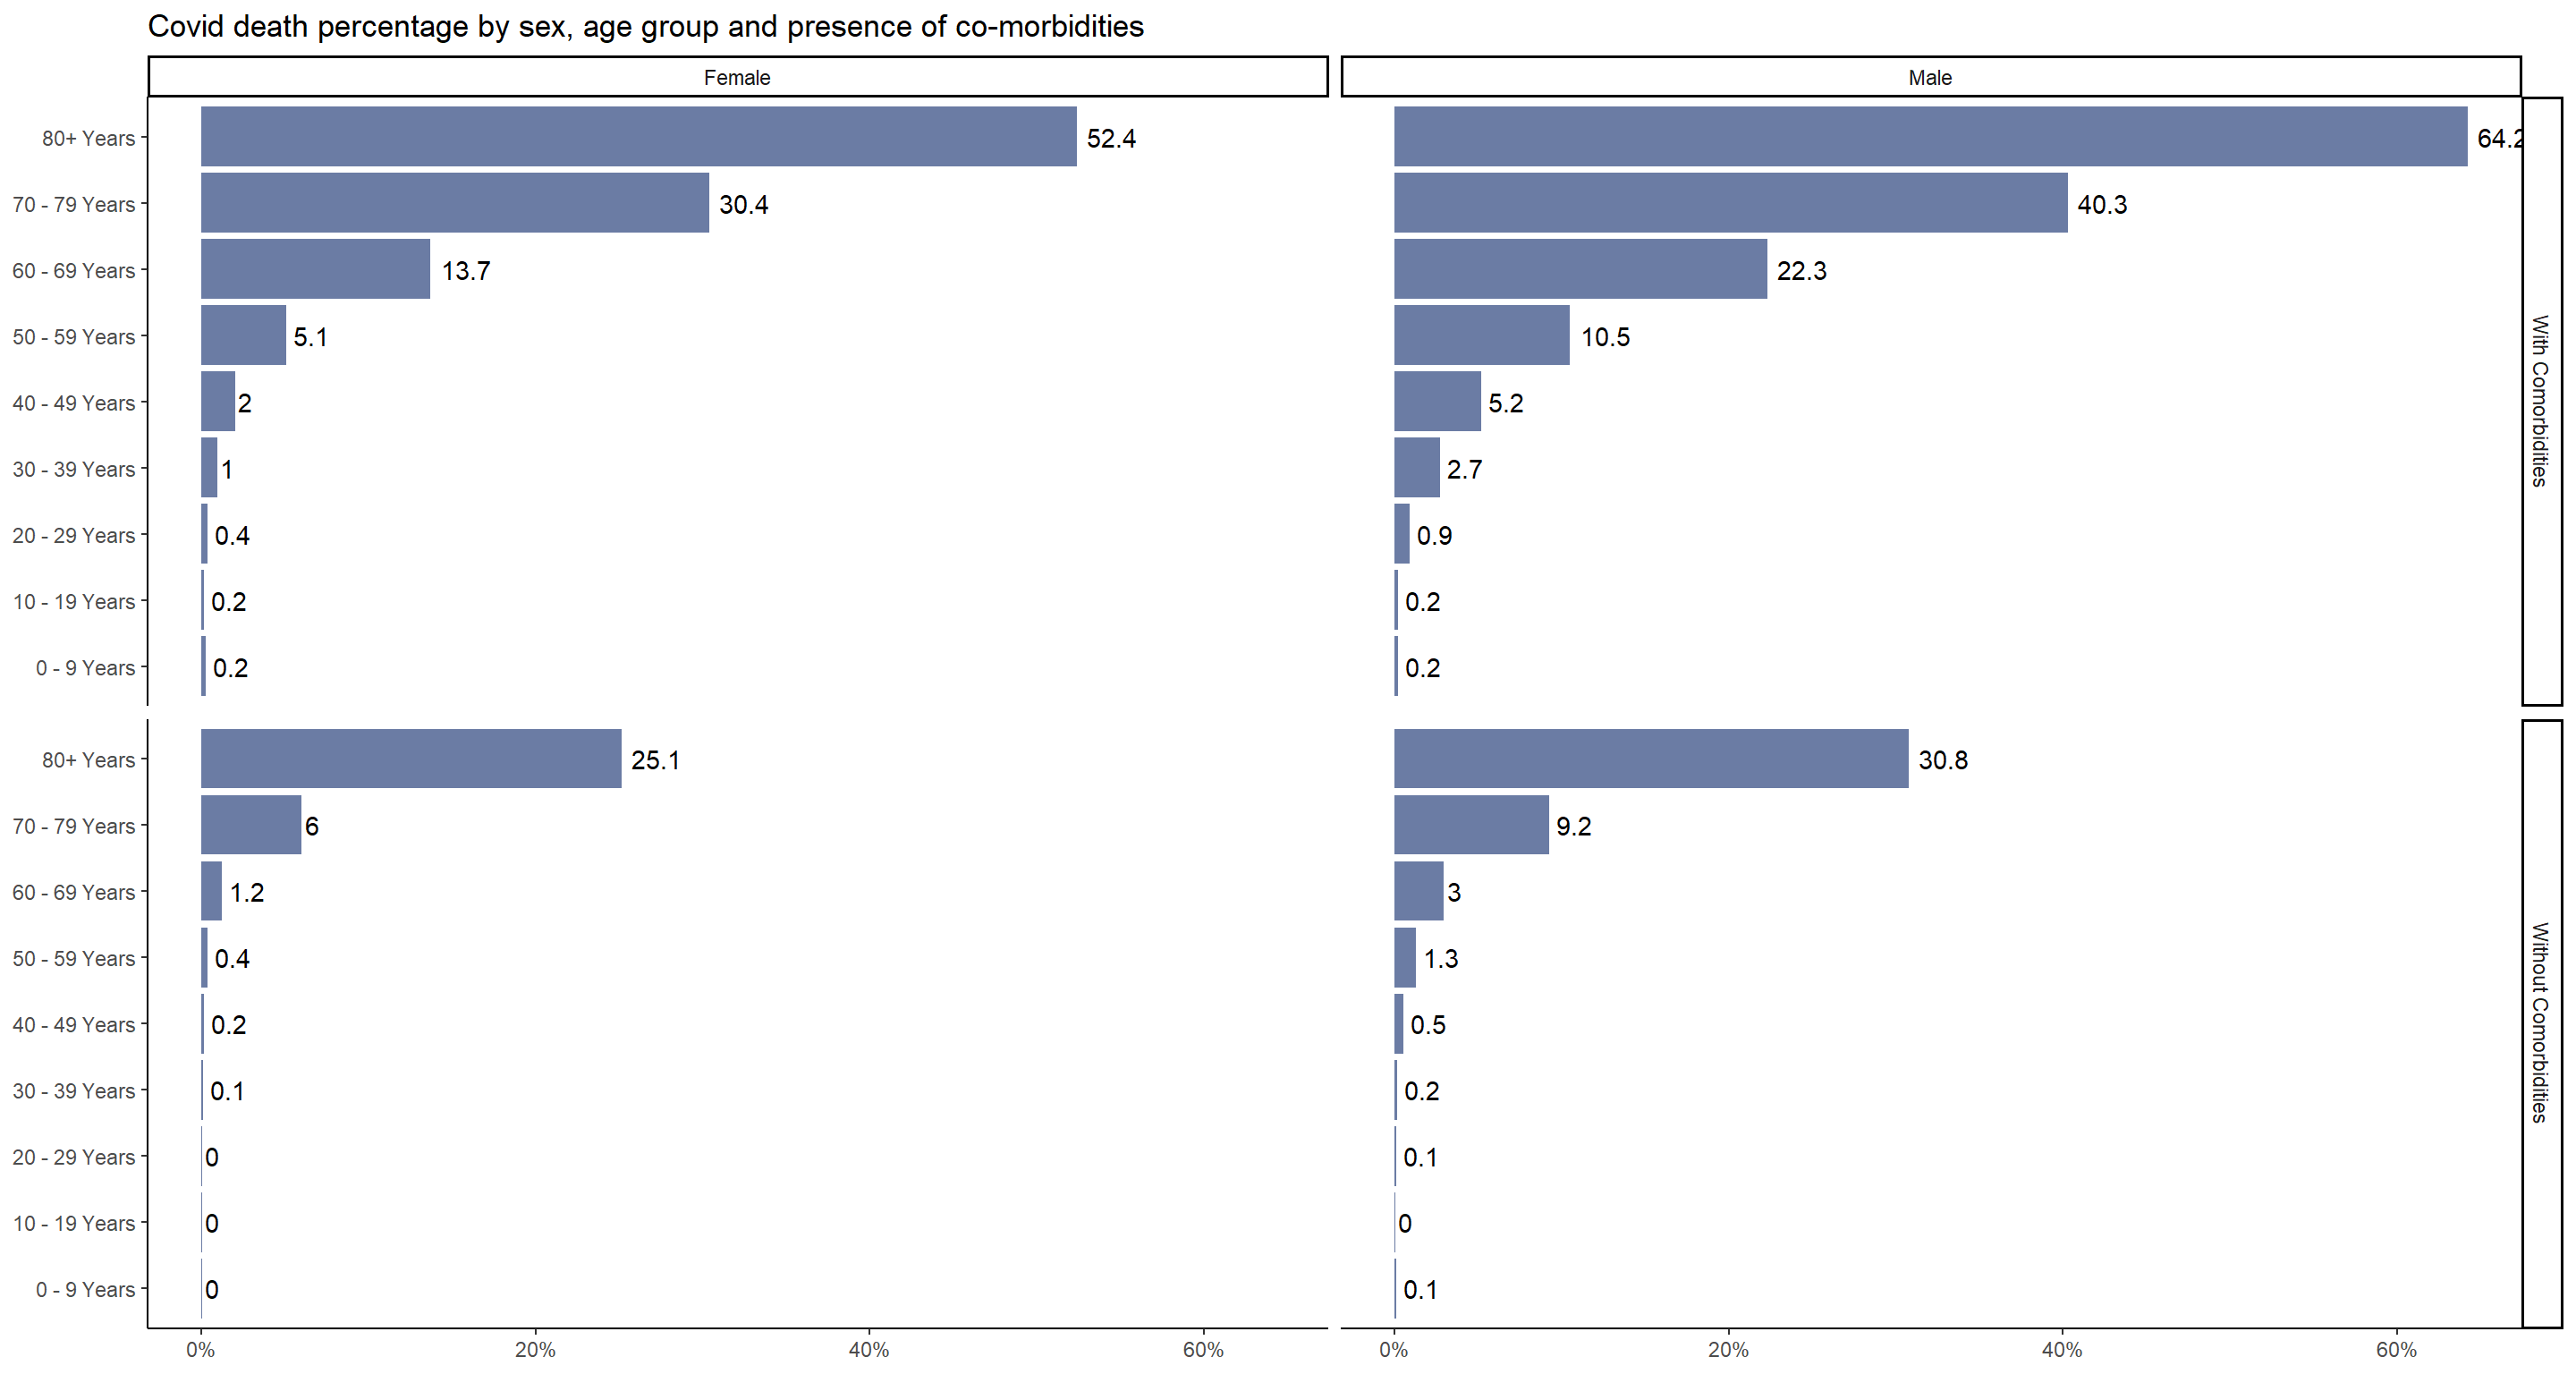 Covid death percentage by sex, age group and presence of co-morbidities
Female
Male
80+ Years
52.4
64.2
70 - 79 Years
30.4
40.3
60 - 69 Years
13.7
22.3
50 - 59 Years
5.1
10.5
40 - 49 Years
2
5.2
30 - 39 Years
1
2.7
20 - 29 Years
0.4
0.9
10 - 19 Years
0.2
0.2
0 - 9 Years
0.2
0.2
With Comorbidities
80+ Years
25.1
30.8
70 - 79 Years
6
9.2
60 - 69 Years
1.2
3
50 - 59 Years
0.4
1.3
40 - 49 Years
0.2
0.5
30 - 39 Years
0.1
0.2
20 - 29 Years
0
0.1
10 - 19 Years
0
0
0 - 9 Years
0
0.1
Without Comorbidities
0%
20%
40%
60%
0%
20%
40%
60%